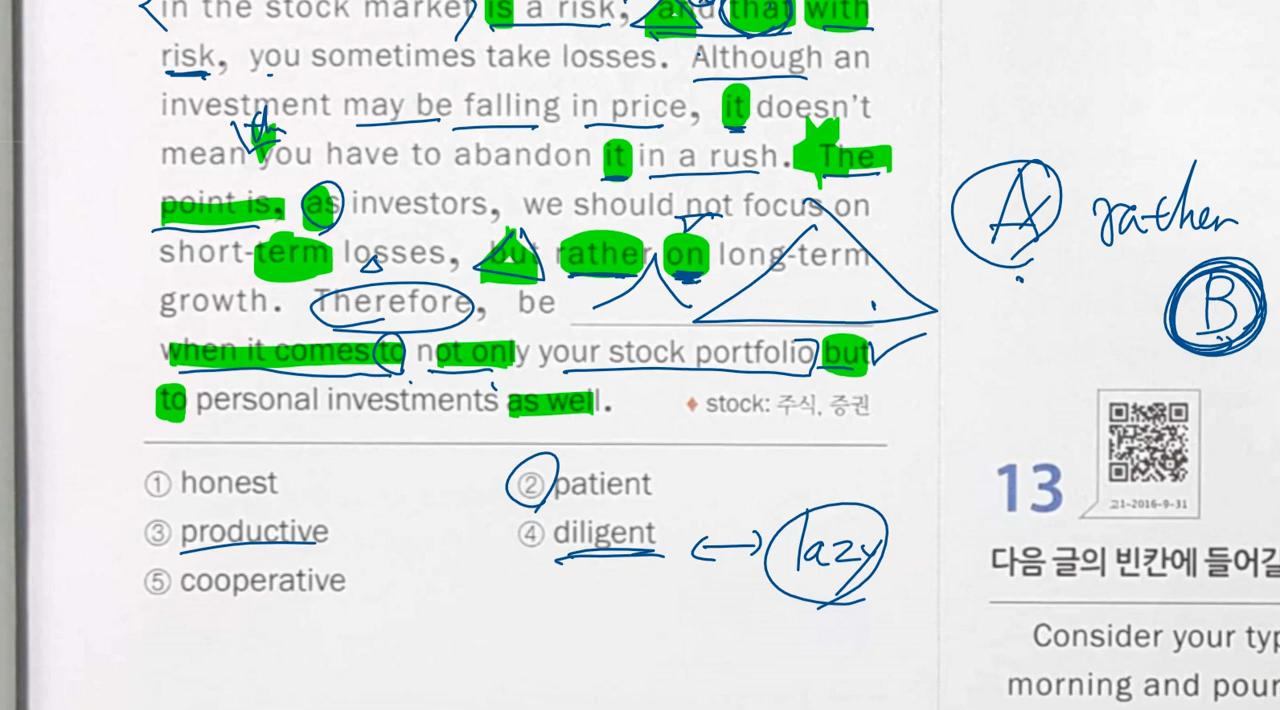 in the stock market is a risk, and that with
risk, you sometimes take losses. Although an
investment may be falling in price, it doesn't
th
mean you have to abandon it in a rush. The
point is, as investors, we should not focus on
short-term losses, but rather on long-term
growth. Therefore, be
when it comes to not only your stock portfolio but
to personal investments as well. ♦ stock: 주식, 증권
① honest
② patient
③ productive
④ diligent ↔ lazy
⑤ cooperative
A rather
B
13
고1-2016-9-31
다음 글의 빈칸에 들어갈
Consider your typ
morning and pour